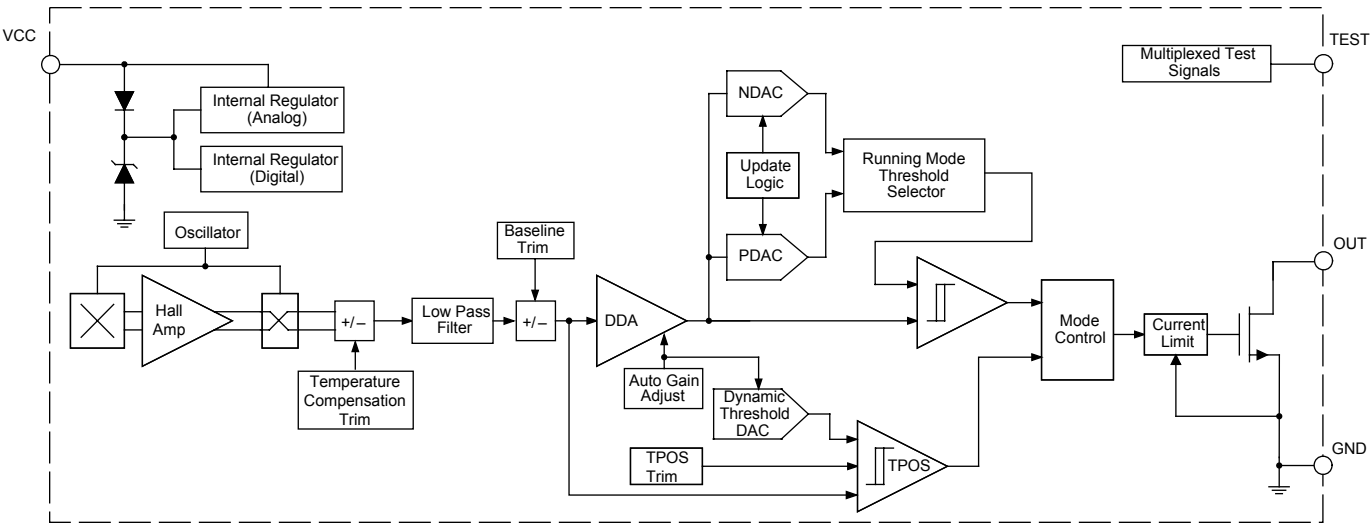 VCC
TEST
Multiplexed Test
Signals
Internal Regulator
(Analog)
Internal Regulator
(Digital)
NDAC
Update
Logic
PDAC
Running Mode
Threshold
Selector
Oscillator
Baseline
Trim
OUT
Hall
Amp
+/–
Low Pass
Filter
+/–
DDA
Mode
Control
Current
Limit
Temperature
Compensation
Trim
Auto Gain
Adjust
Dynamic
Threshold
DAC
TPOS
Trim
TPOS
GND